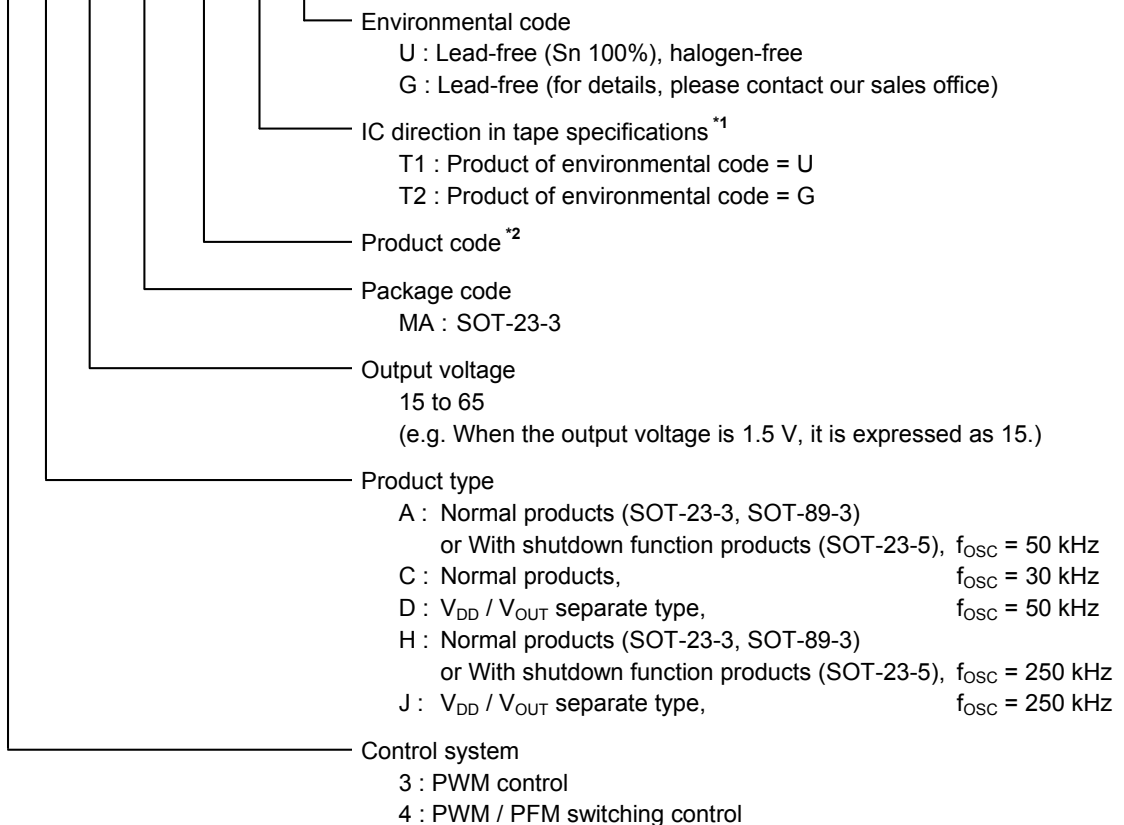 Environmental code
U : Lead-free (Sn 100%), halogen-free
G : Lead-free (for details, please contact our sales office)
IC direction in tape specifications *1
T1 : Product of environmental code = U
T2 : Product of environmental code = G
Product code *2
Package code
MA : SOT-23-3
Output voltage
15 to 65
(e.g. When the output voltage is 1.5 V, it is expressed as 15.)
Product type
A : Normal products (SOT-23-3, SOT-89-3)
or With shutdown function products (SOT-23-5), fOSC = 50 kHz
C : Normal products, fOSC = 30 kHz
D : VDD / VOUT separate type, fOSC = 50 kHz
H : Normal products (SOT-23-3, SOT-89-3)
or With shutdown function products (SOT-23-5), fOSC = 250 kHz
J : VDD / VOUT separate type, fOSC = 250 kHz
Control system
3 : PWM control
4 : PWM / PFM switching control